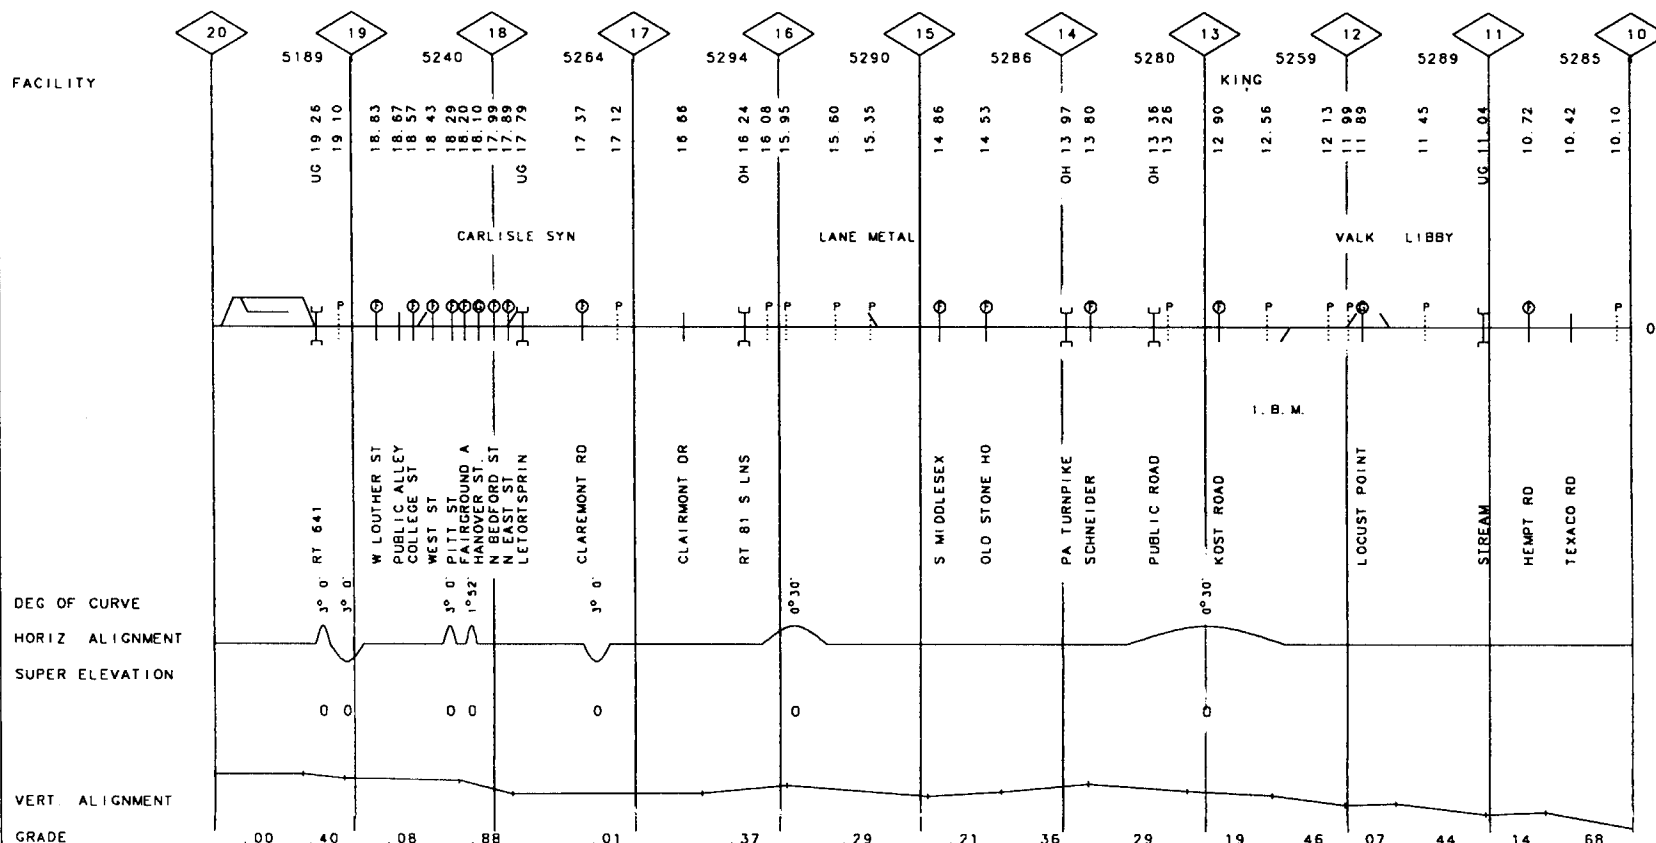 20 19 18 17 16 15 14 13 12 11 10
5189 5240 5264 5294 5290 5286 5280 5259 5289 5285
FACILITY
KING
UG 19 26
19 10
18.83
18.67
18 57
18 43
18 29
18.20
18.10
17.99
17.89
UG 17 79
17 37
17 12
16 66
OH 16 24
16 08
15.95
15 60
15.35
14 86
14 53
OH 13 97
13 80
OH 13 36
13 26
12 90
12.56
12 13
11 99
11 89
11 45
UG 11.04
10.72
10.42
10.10
CARLISLE SYN
LANE METAL
VALK LIBBY
P F F F F F G F F F P P P P P F F F F P F P P P G P F P
0
I.B.M.
RT 641
W LOUTHER ST
PUBLIC ALLEY
COLLEGE ST
WEST ST
PITT ST
FAIRGROUND A
HANOVER ST.
N BEDFORD ST
N EAST ST
LETORTSPRIN
CLAREMONT RD
CLAIRMONT DR
RT 81 S LNS
S MIDDLESEX
OLD STONE HO
PA TURNPIKE
SCHNEIDER
PUBLIC ROAD
KOST ROAD
LOCUST POINT
STREAM
HEMPT RD
TEXACO RD
DEG OF CURVE
3° 0' 3° 0' 3° 0' 1°52' 3° 0' 0°30' 0°30'
HORIZ ALIGNMENT
SUPER ELEVATION
0 0 0 0 0 0 0
VERT. ALIGNMENT
GRADE .00 .40 .08 .88 .01 .37 .29 .21 .36 .29 .19 .46 .07 .44 .14 .68